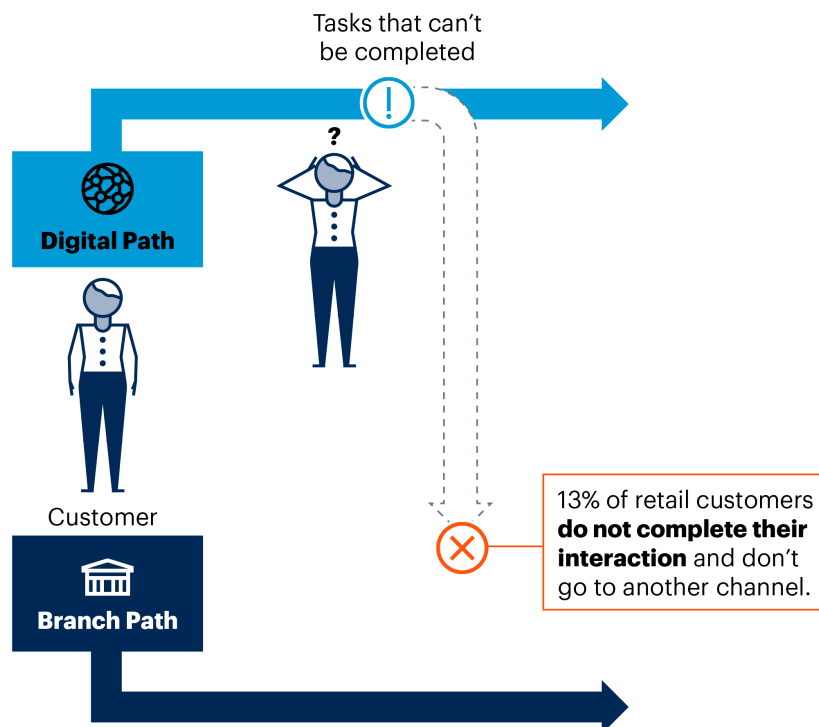 Tasks that can't
be completed
?
Digital Path
Customer
13% of retail customers
do not complete their
interaction and don't
go to another channel.
Branch Path